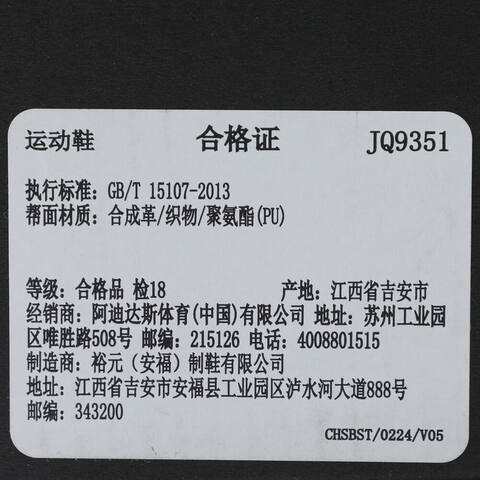 运动鞋 合格证 JQ9351
执行标准：GB/T 15107-2013
帮面材质：合成革/织物/聚氨酯(PU)
等级：合格品 检18 产地：江西省吉安市
经销商：阿迪达斯体育(中国)有限公司 地址：苏州工业园
区唯胜路508号 邮编：215126 电话：4008801515
制造商：裕元（安福）制鞋有限公司
地址：江西省吉安市安福县工业园区泸水河大道888号
邮编：343200
CHSBST/0224/V05